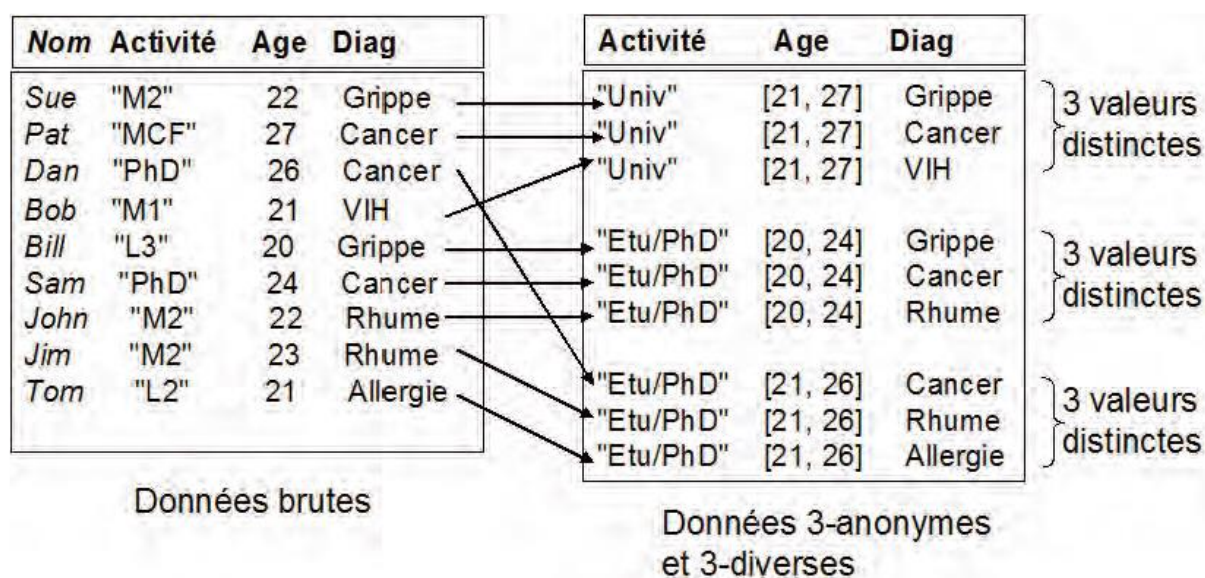 Nom Activité Age Diag
Sue "M2" 22 Grippe
Pat "MCF" 27 Cancer
Dan "PhD" 26 Cancer
Bob "M1" 21 VIH
Bill "L3" 20 Grippe
Sam "PhD" 24 Cancer
John "M2" 22 Rhume
Jim "M2" 23 Rhume
Tom "L2" 21 Allergie
Données brutes
Activité Age Diag
"Univ" [21, 27] Grippe
"Univ" [21, 27] Cancer
"Univ" [21, 27] VIH
3 valeurs
distinctes
"Etu/PhD" [20, 24] Grippe
"Etu/PhD" [20, 24] Cancer
"Etu/PhD" [20, 24] Rhume
3 valeurs
distinctes
"Etu/PhD" [21, 26] Cancer
"Etu/PhD" [21, 26] Rhume
"Etu/PhD" [21, 26] Allergie
3 valeurs
distinctes
Données 3-anonymes
et 3-diverses